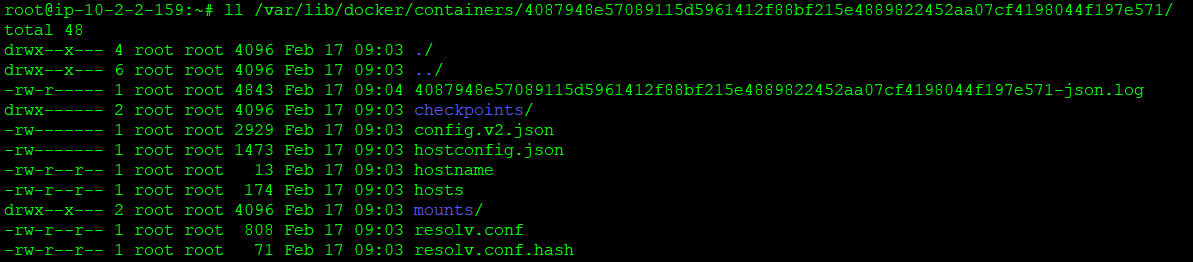 root@ip-10-2-2-159:~# ll /var/lib/docker/containers/4087948e57089115d5961412f88bf215e4889822452aa07cf4198044f197e571/
total 48
drwx--x--- 4 root root 4096 Feb 17 09:03 ./
drwx--x--- 6 root root 4096 Feb 17 09:03 ../
-rw-r----- 1 root root 4843 Feb 17 09:04 4087948e57089115d5961412f88bf215e4889822452aa07cf4198044f197e571-json.log
drwx------ 2 root root 4096 Feb 17 09:03 checkpoints/
-rw------- 1 root root 2929 Feb 17 09:03 config.v2.json
-rw------- 1 root root 1473 Feb 17 09:03 hostconfig.json
-rw-r--r-- 1 root root   13 Feb 17 09:03 hostname
-rw-r--r-- 1 root root  174 Feb 17 09:03 hosts
drwx--x--- 2 root root 4096 Feb 17 09:03 mounts/
-rw-r--r-- 1 root root  808 Feb 17 09:03 resolv.conf
-rw-r--r-- 1 root root   71 Feb 17 09:03 resolv.conf.hash